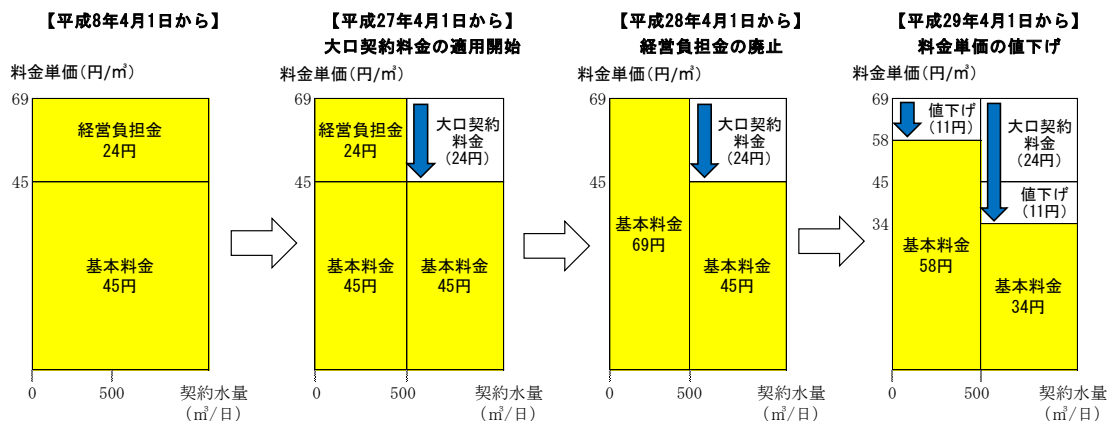 【平成8年4月1日から】
料金単価(円/㎥)
69
経営負担金
24円
45
基本料金
45円
0
500
契約水量
(㎥/日)
【平成27年4月1日から】
大口契約料金の適用開始
料金単価(円/㎥)
69
経営負担金
24円
大口契約
料金
(24円)
45
基本料金
45円
基本料金
45円
0
500
契約水量
(㎥/日)
【平成28年4月1日から】
経営負担金の廃止
料金単価(円/㎥)
69
大口契約
料金
(24円)
45
基本料金
69円
基本料金
45円
0
500
契約水量
(㎥/日)
【平成29年4月1日から】
料金単価の値下げ
料金単価(円/㎥)
69
値下げ
(11円)
大口契約
料金
(24円)
58
45
値下げ
(11円)
34
基本料金
58円
基本料金
34円
0
500
契約水量
(㎥/日)